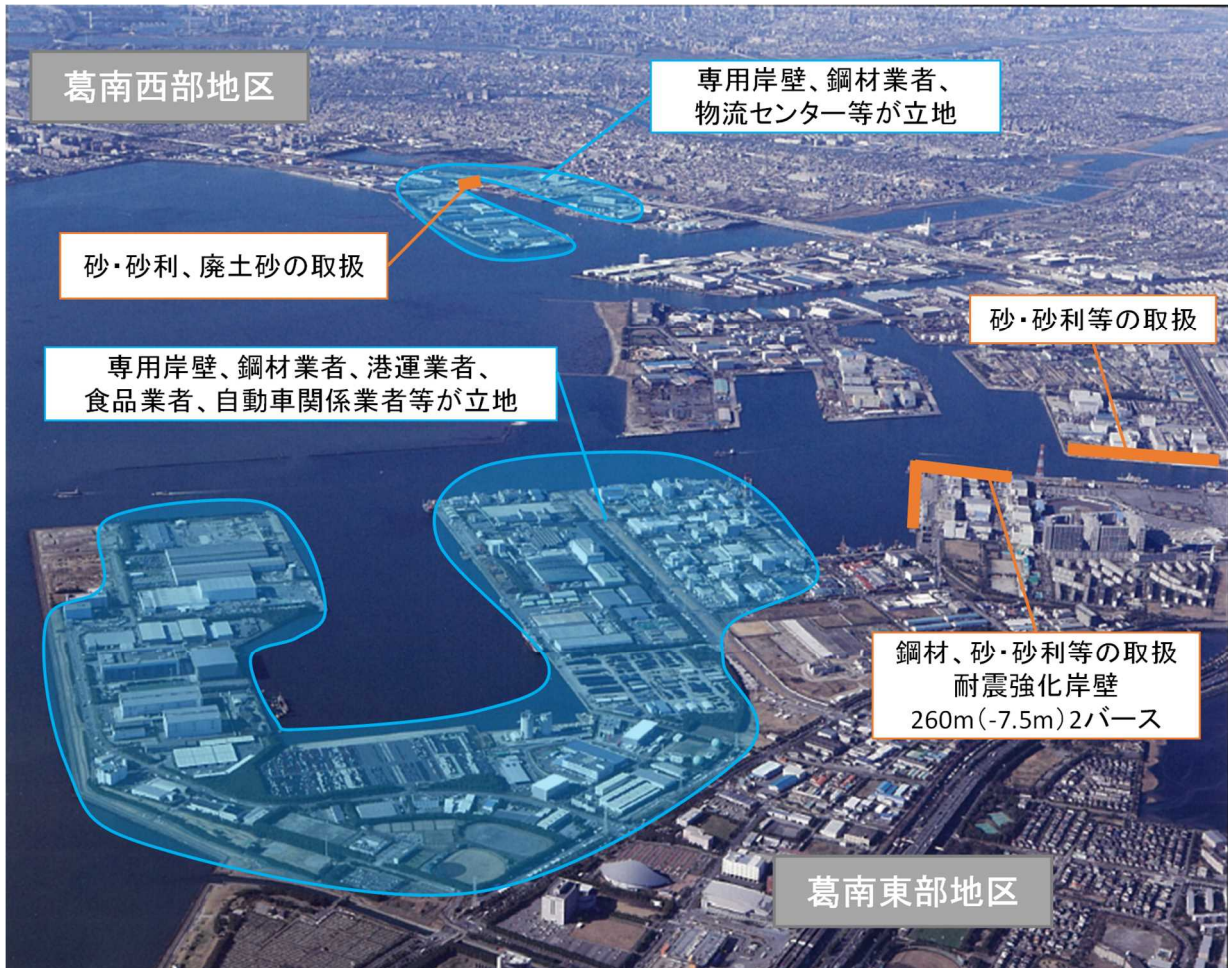 葛南西部地区
専用岸壁、鋼材業者、
物流センター等が立地
砂・砂利、廃土砂の取扱
砂・砂利等の取扱
専用岸壁、鋼材業者、港運業者、
食品業者、自動車関係業者等が立地
鋼材、砂・砂利等の取扱
耐震強化岸壁
260m(-7.5m)2バース
葛南東部地区